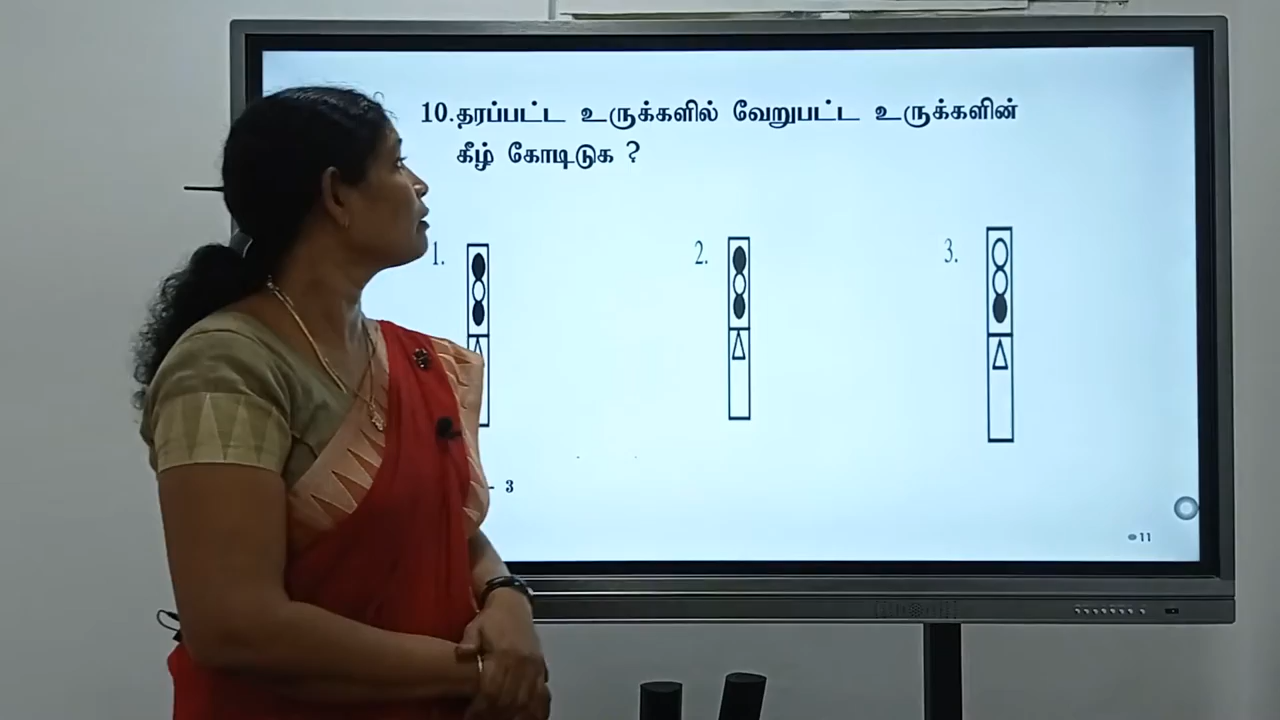 10.தரப்பட்ட உருக்களில் வேறுபட்ட உருக்களின்
கீழ் கோடிடுக ?
1.
2.
3.
- 3
11